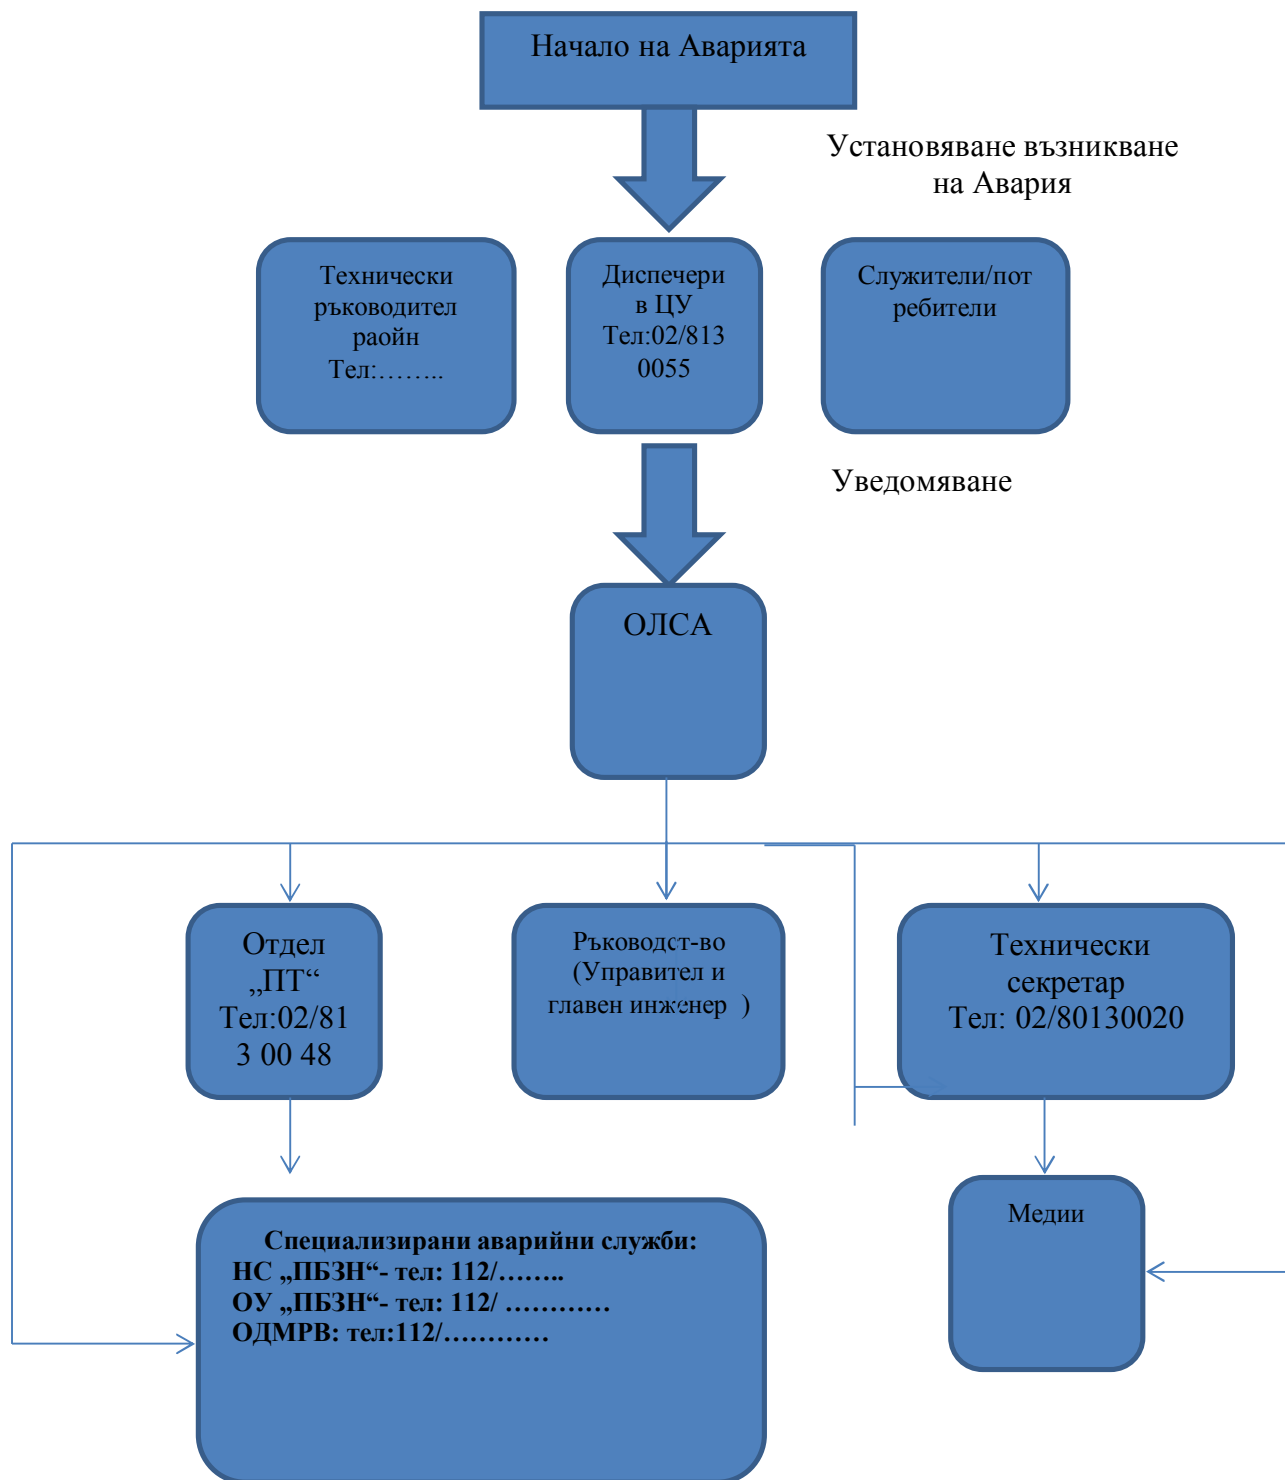 Начало на Аварията
Установяване възникване
на Авария
Технически
ръководител
раойн
Тел:……..
Диспечери
в ЦУ
Тел:02/813
0055
Служители/пот
ребители
Уведомяване
ОЛСА
Отдел
„ПТ“
Тел:02/81
3 00 48
Ръководст-во
(Управител и
главен инженер )
Технически
секретар
Тел: 02/80130020
Специализирани аварийни служби:
НС „ПБЗН“- тел: 112/……..
ОУ „ПБЗН“- тел: 112/ …………
ОДМРВ: тел:112/…………
Медии